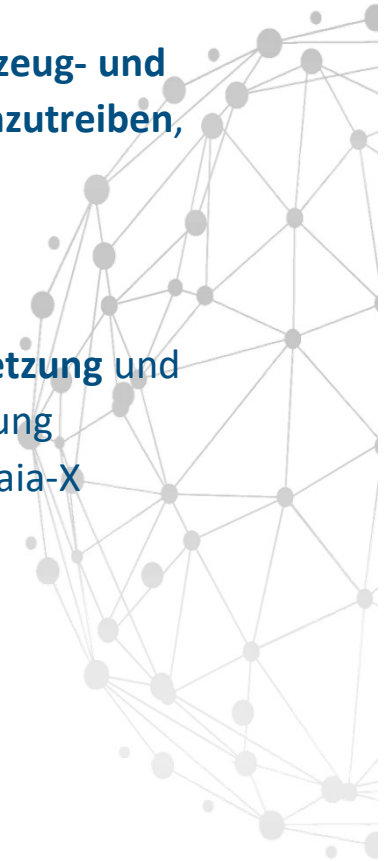 zeug- und
nzutreiben,
etzung und
ung
aia-X